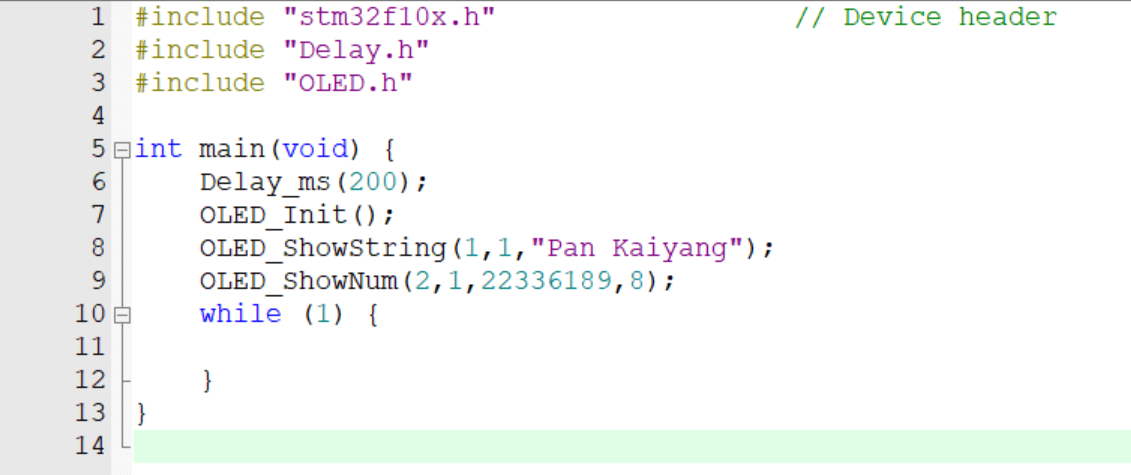 1 #include "stm32f10x.h" // Device header
2 #include "Delay.h"
3 #include "OLED.h"
4
5 int main(void) {
6 Delay_ms(200);
7 OLED_Init();
8 OLED_ShowString(1,1,"Pan Kaiyang");
9 OLED_ShowNum(2,1,22336189,8);
10 while (1) {
11
12 }
13 }
14